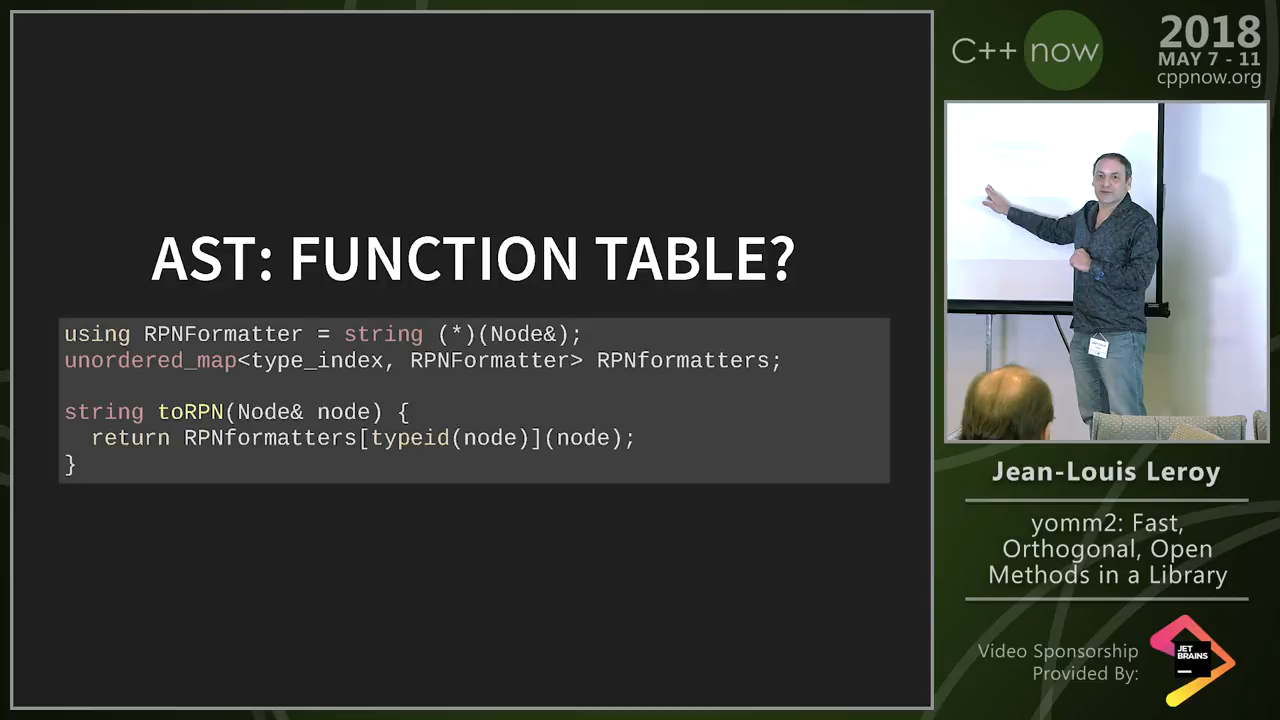 AST: FUNCTION TABLE?
using RPNFormatter = string (*)(Node&);
unordered_map<type_index, RPNFormatter> RPNformatters;
string toRPN(Node& node) {
  return RPNformatters[typeid(node)](node);
}
C++ now
2018
MAY 7 - 11
cppnow.org
Jean-Louis Leroy
yomm2: Fast,
Orthogonal, Open
Methods in a Library
Video Sponsorship
Provided By:
JET
BRAINS